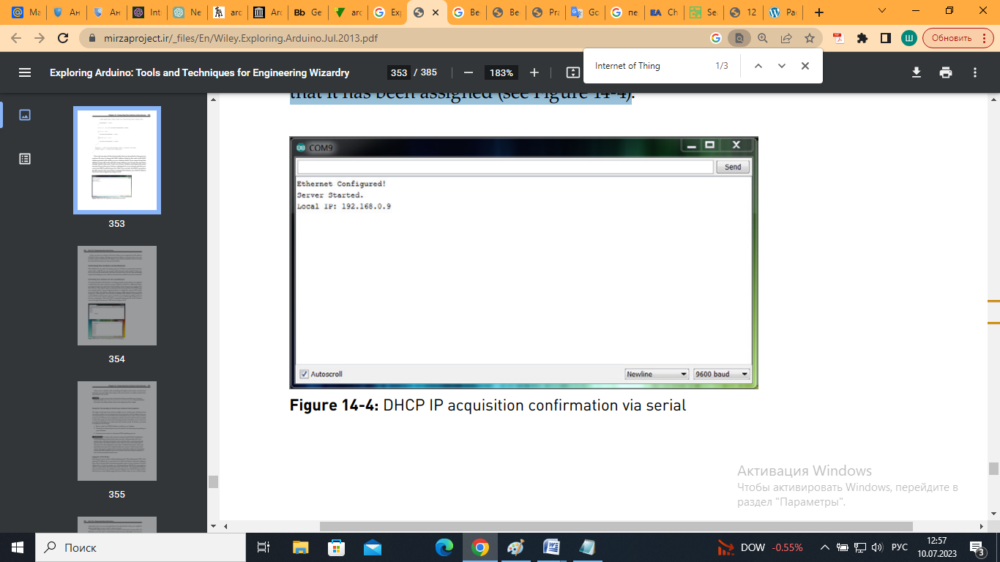 Ma
Ан
Ан
Int
Ne
arc
Arc
Bb Ge
arc
Exp
Be
Be
Pra
Go
пе
EA Ch
Se
12
Pa
mirzaproject.ir/_files/En/Wiley.Exploring.Arduino.Jul.2013.pdf
Ш
Обновить
Exploring Arduino: Tools and Techniques for Engineering Wizardry
353 / 385
183%
Internet of Thing 1/3
that it has been assigned (see Figure 14-4).
COM9
Send
Ethernet Configured!
Server Started.
Local IP: 192.168.0.9
Autoscroll
Newline
9600 baud
Figure 14-4: DHCP IP acquisition confirmation via serial
353
354
355
Активация Windows
Чтобы активировать Windows, перейдите в
раздел "Параметры".
Поиск
DOW -0.55%
РУС
12:57
10.07.2023
3